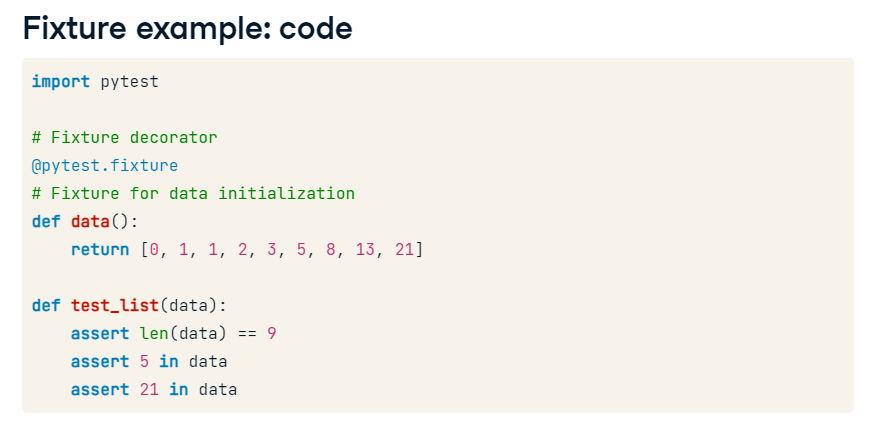 Fixture example: code
import pytest
# Fixture decorator
@pytest.fixture
# Fixture for data initialization
def data():
    return [0, 1, 1, 2, 3, 5, 8, 13, 21]
def test_list(data):
    assert len(data) == 9
    assert 5 in data
    assert 21 in data